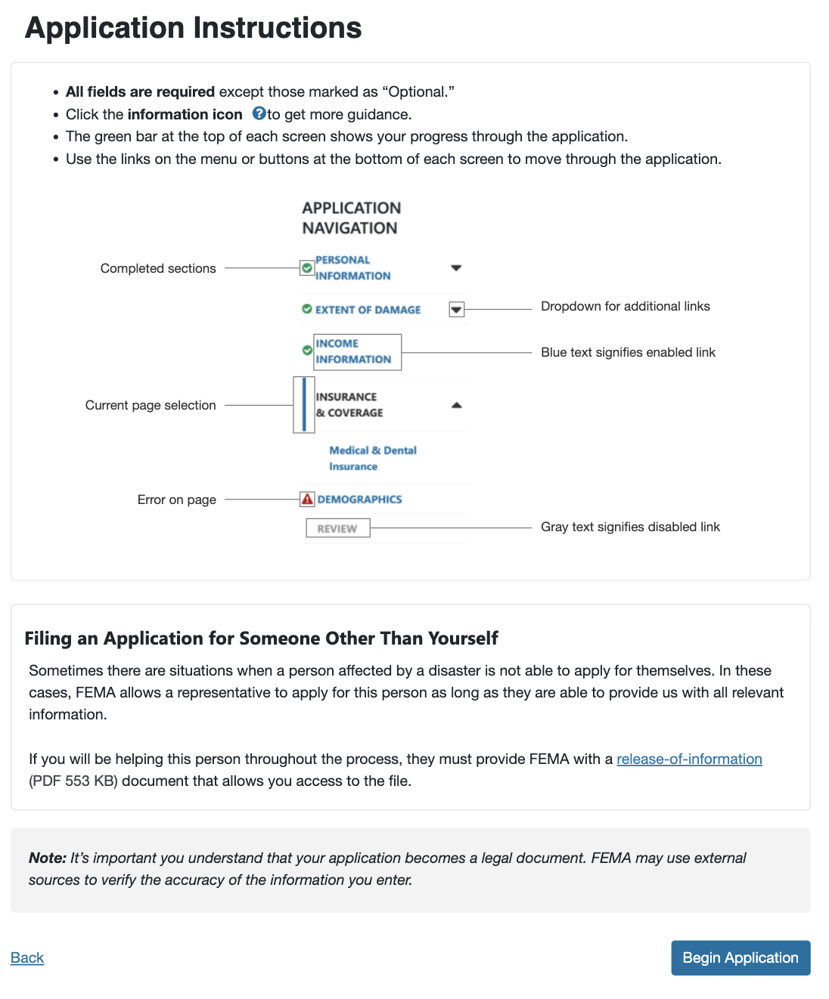 Application Instructions
• All fields are required except those marked as “Optional.”
• Click the information icon ? to get more guidance.
• The green bar at the top of each screen shows your progress through the application.
• Use the links on the menu or buttons at the bottom of each screen to move through the application.
APPLICATION
NAVIGATION
Completed sections
PERSONAL
INFORMATION
EXTENT OF DAMAGE
Dropdown for additional links
INCOME
INFORMATION
Blue text signifies enabled link
Current page selection
INSURANCE
& COVERAGE
Medical & Dental
Insurance
Error on page
DEMOGRAPHICS
REVIEW
Gray text signifies disabled link
Filing an Application for Someone Other Than Yourself
Sometimes there are situations when a person affected by a disaster is not able to apply for themselves. In these
cases, FEMA allows a representative to apply for this person as long as they are able to provide us with all relevant
information.
If you will be helping this person throughout the process, they must provide FEMA with a release-of-information
(PDF 553 KB) document that allows you access to the file.
Note: It’s important you understand that your application becomes a legal document. FEMA may use external
sources to verify the accuracy of the information you enter.
Back
Begin Application